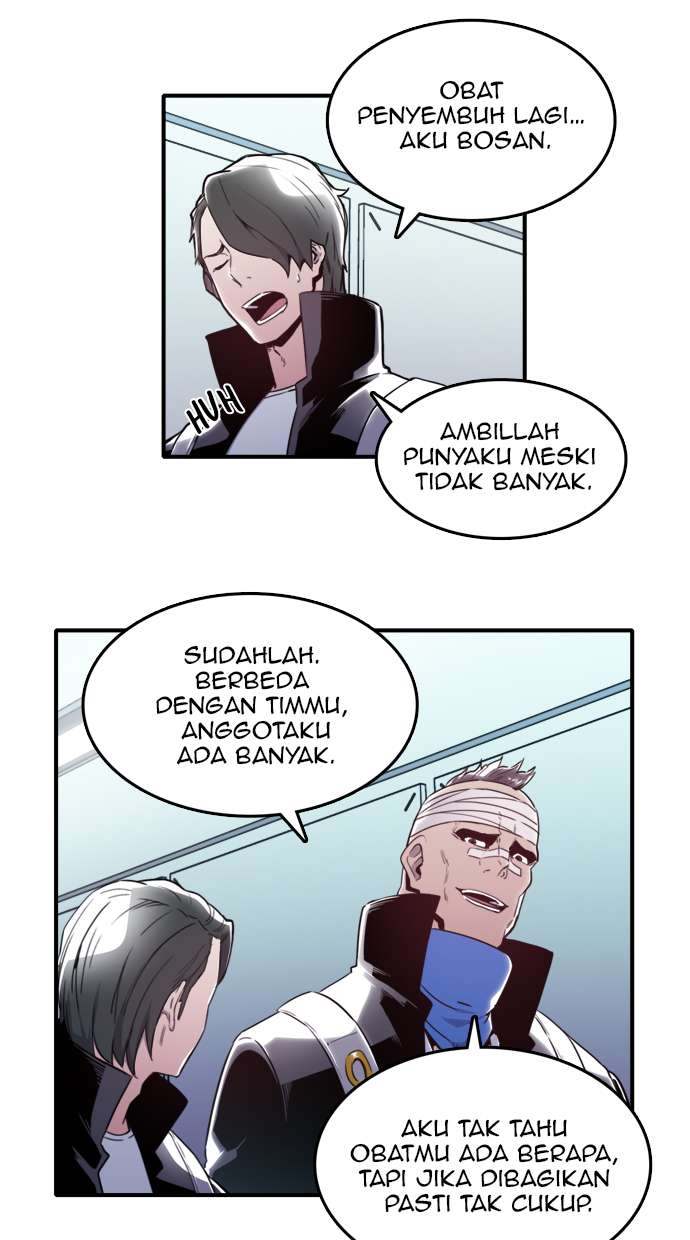 OBAT
PENYEMBUH LAGI...
AKU BOSAN.
HUH
AMBILLAH
PUNYAKU MESKI
TIDAK BANYAK.
SUDAHLAH.
BERBEDA
DENGAN TIMMU,
ANGGOTAKU
ADA BANYAK.
AKU TAK TAHU
OBATMU ADA BERAPA,
TAPI JIKA DIBAGIKAN
PASTI TAK CUKUP.